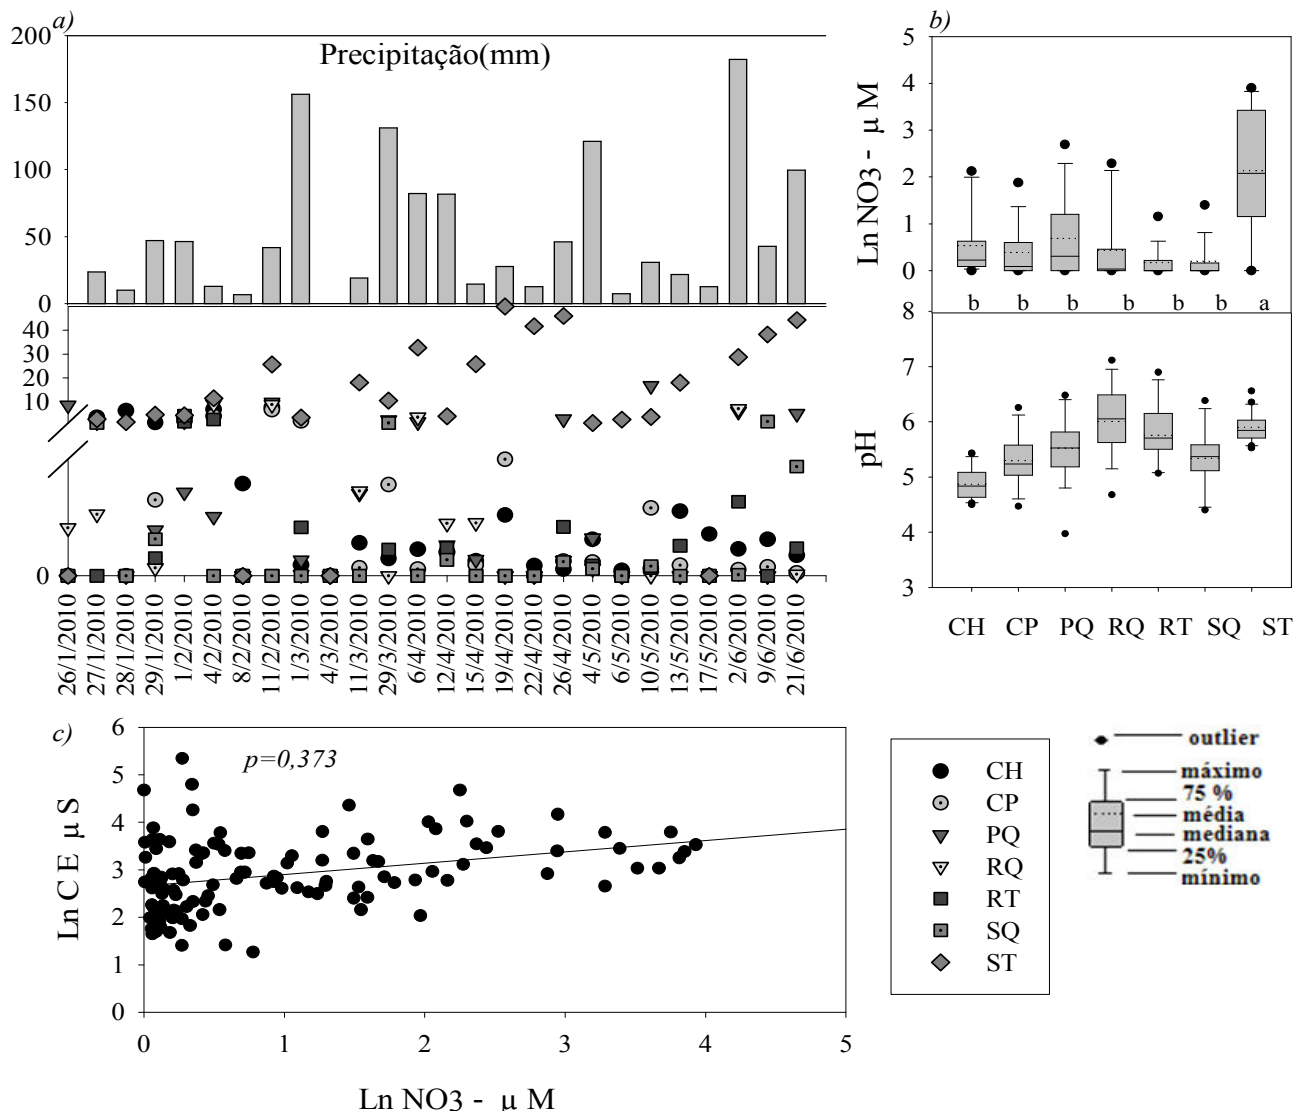 a)
Precipitação(mm)
200
150
100
50
0
40
30
20
10
0
26/1/2010
27/1/2010
28/1/2010
29/1/2010
1/2/2010
4/2/2010
8/2/2010
11/2/2010
1/3/2010
4/3/2010
11/3/2010
29/3/2010
6/4/2010
12/4/2010
15/4/2010
19/4/2010
22/4/2010
26/4/2010
4/5/2010
6/5/2010
10/5/2010
13/5/2010
17/5/2010
2/6/2010
9/6/2010
21/6/2010
b)
Ln NO3 - μ M
5
4
3
2
1
0
b b b b b b a
pH
8
7
6
5
4
3
CH CP PQ RQ RT SQ ST
c)
p=0,373
Ln CE μ S
6
5
4
3
2
1
0
0 1 2 3 4 5
Ln NO3 - μ M
CH
CP
PQ
RQ
RT
SQ
ST
outlier
máximo
75 %
média
mediana
25%
mínimo